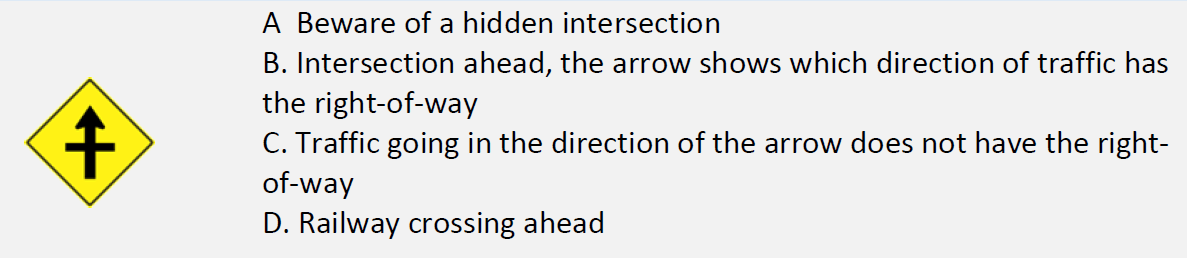 A  Beware of a hidden intersection
B. Intersection ahead, the arrow shows which direction of traffic has
the right-of-way
C. Traffic going in the direction of the arrow does not have the right-
of-way
D. Railway crossing ahead